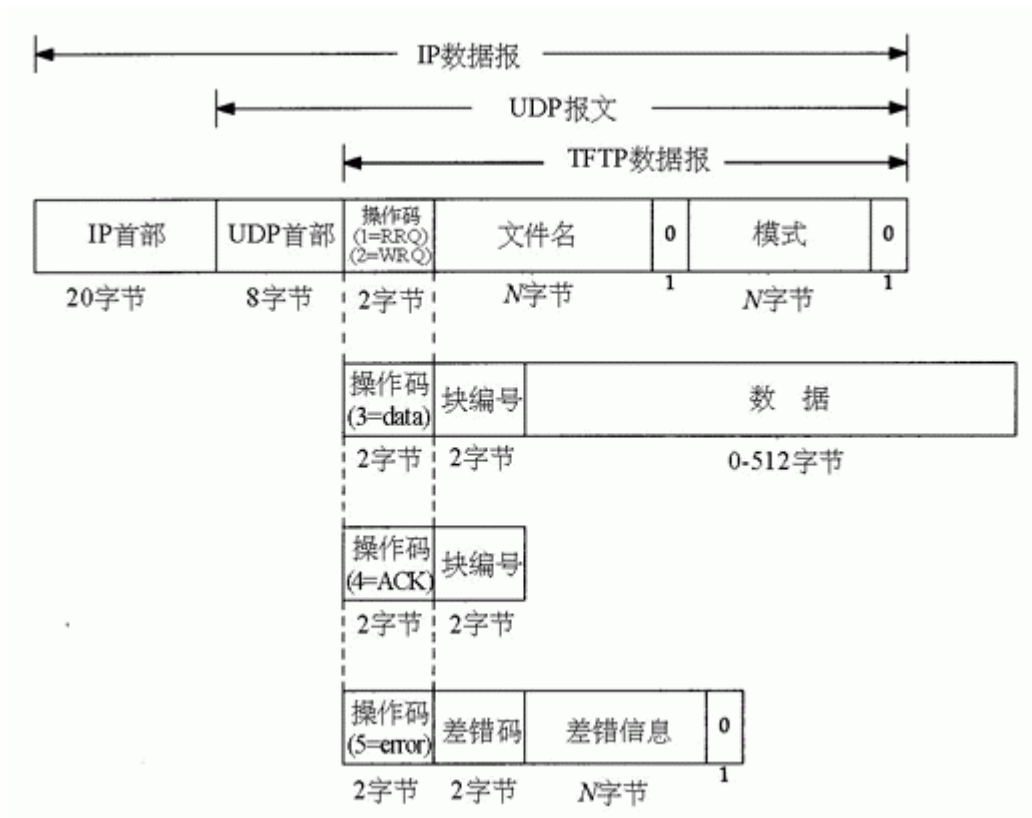 IP数据报
UDP报文
TFTP数据报
IP首部
UDP首部
操作码
(1=RRQ)
(2=WRQ)
文件名
0
模式
0
20字节
8字节
2字节
N字节
1
N字节
1
操作码
(3=data)
块编号
数 据
2字节
2字节
0-512字节
操作码
(4=ACK)
块编号
2字节
2字节
操作码
(5=error)
差错码
差错信息
0
2字节
2字节
N字节
1